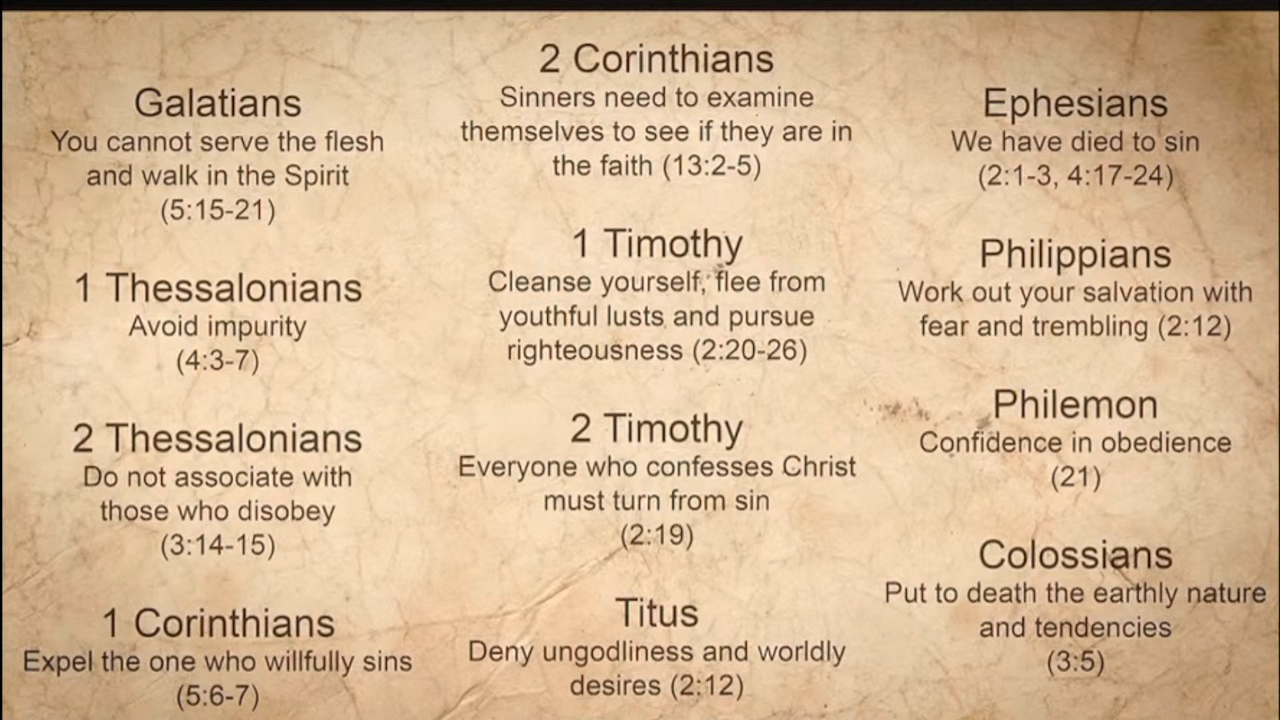 Galatians
You cannot serve the flesh
and walk in the Spirit
(5:15-21)
1 Thessalonians
Avoid impurity
(4:3-7)
2 Thessalonians
Do not associate with
those who disobey
(3:14-15)
1 Corinthians
Expel the one who willfully sins
(5:6-7)
2 Corinthians
Sinners need to examine
themselves to see if they are in
the faith (13:2-5)
1 Timothy
Cleanse yourself, flee from
youthful lusts and pursue
righteousness (2:20-26)
2 Timothy
Everyone who confesses Christ
must turn from sin
(2:19)
Titus
Deny ungodliness and worldly
desires (2:12)
Ephesians
We have died to sin
(2:1-3, 4:17-24)
Philippians
Work out your salvation with
fear and trembling (2:12)
Philemon
Confidence in obedience
(21)
Colossians
Put to death the earthly nature
and tendencies
(3:5)